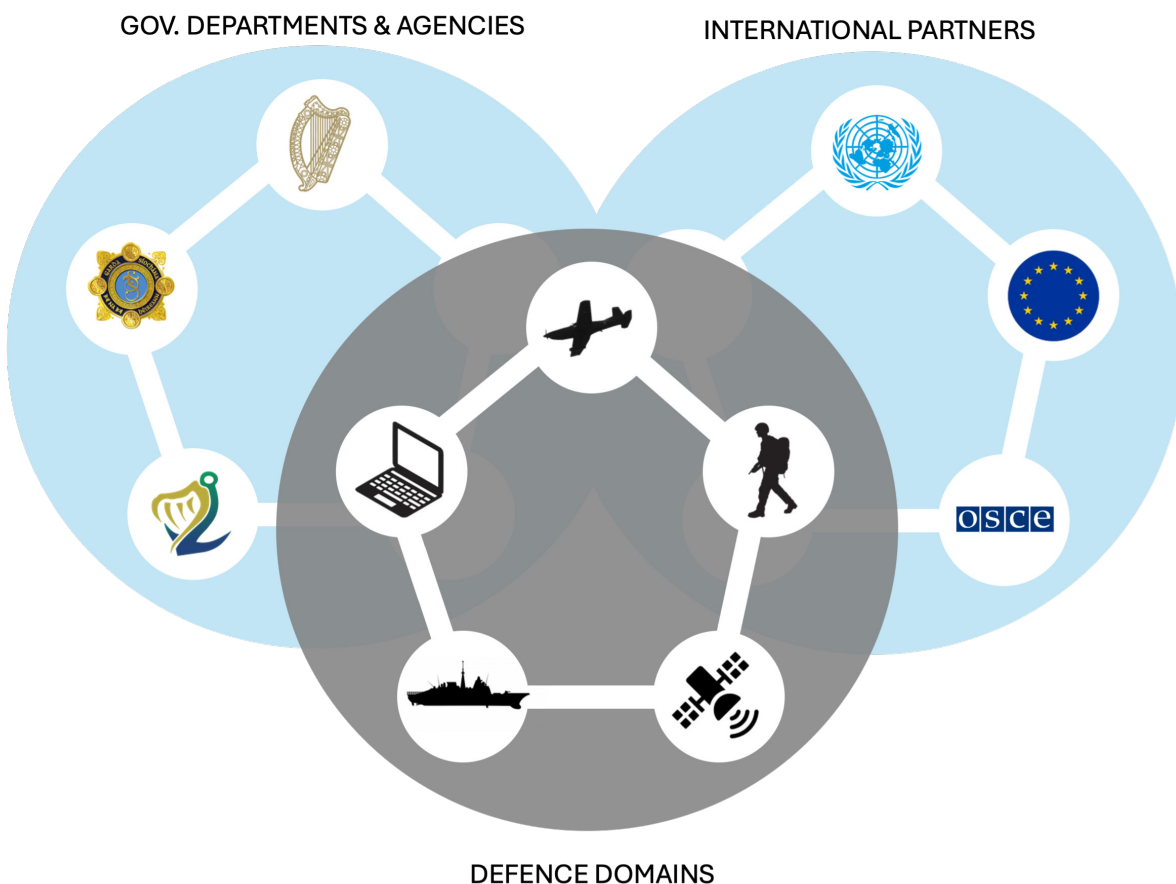 GOV. DEPARTMENTS & AGENCIES
INTERNATIONAL PARTNERS
OSCE
DEFENCE DOMAINS